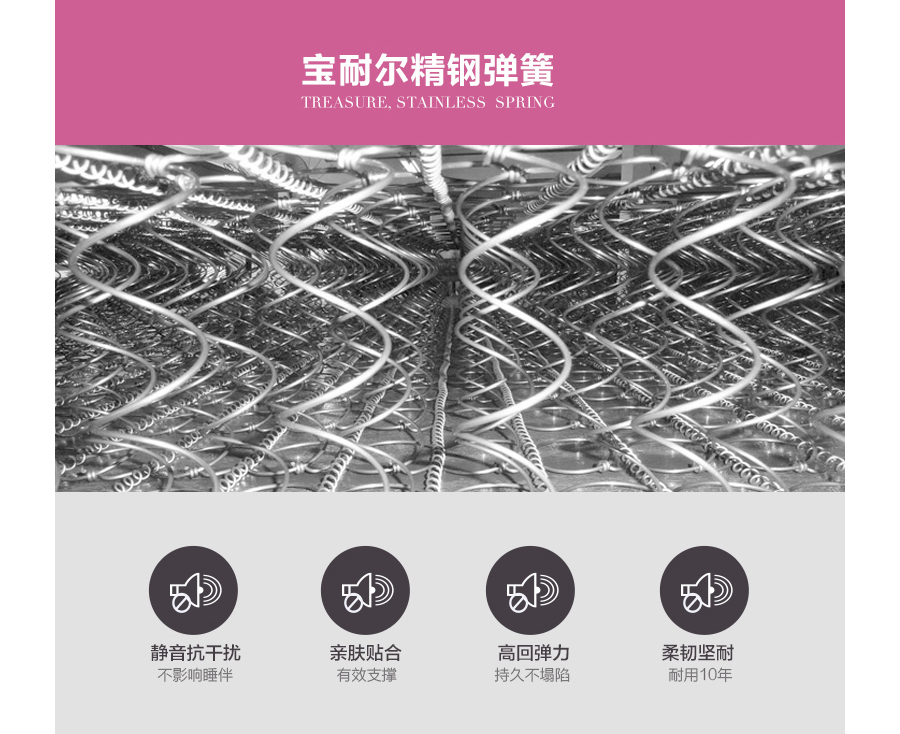 宝耐尔精钢弹簧
TREASURE, STAINLESS SPRING
静音抗干扰
不影响睡伴
亲肤贴合
有效支撑
高回弹力
持久不塌陷
柔韧坚耐
耐用10年